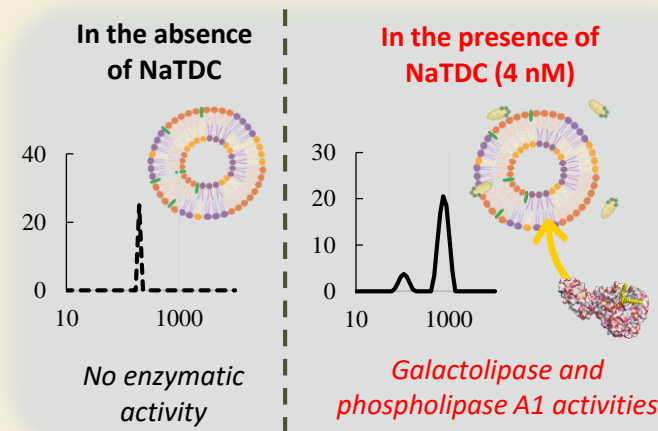 In the absence
of NaTDC
40
20
0
10
1000
No enzymatic
activity
In the presence of
NaTDC (4 nM)
30
20
10
0
10
1000
Galactolipase and
phospholipase A1 activities